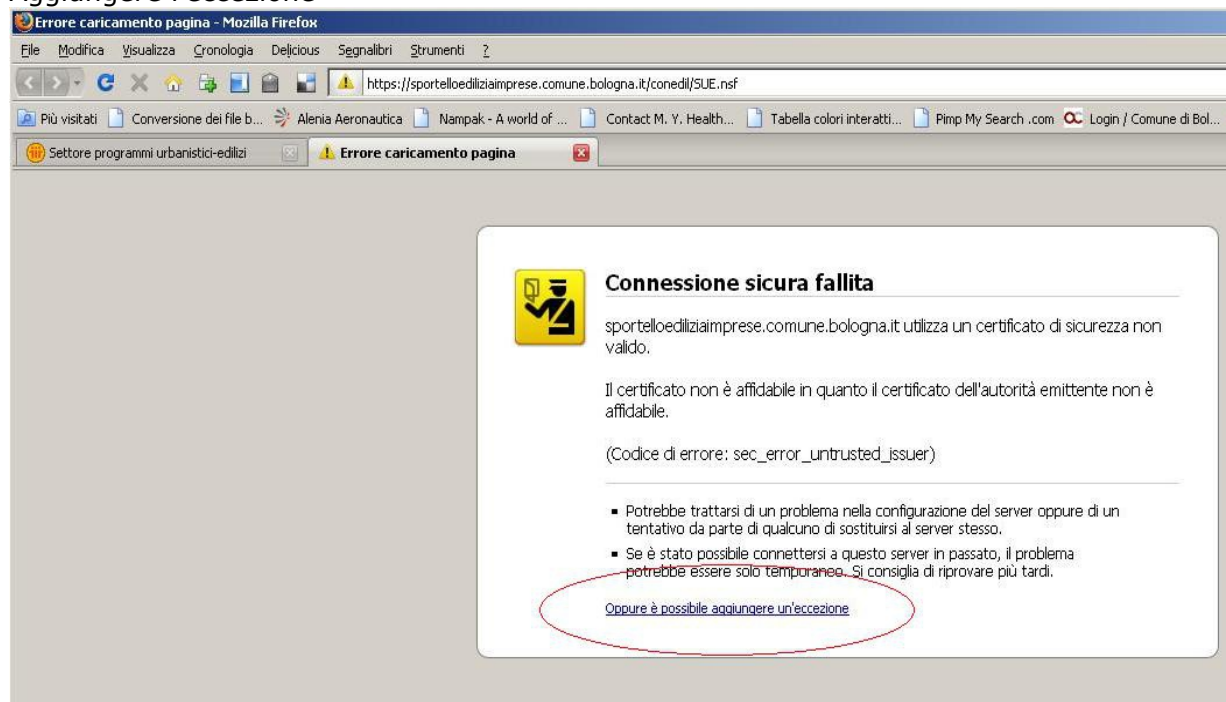 Aggiungere l'eccezione
Errore caricamento pagina - Mozilla Firefox
File Modifica Visualizza Cronologia Delicious Segnalibri Strumenti ?
https://sportelloediliziaimprese.comune.bologna.it/conedil/SUE.nsf
Più visitati Conversione dei file b... Alenia Aeronautica Nampak - A world of ... Contact M. Y. Health... Tabella colori interatti... Pimp My Search .com Login / Comune di Bol...
Settore programmi urbanistici-edilizi Errore caricamento pagina
Connessione sicura fallita
sportelloediliziaimprese.comune.bologna.it utilizza un certificato di sicurezza non
valido.
Il certificato non è affidabile in quanto il certificato dell'autorità emittente non è
affidabile.
(Codice di errore: sec_error_untrusted_issuer)
Potrebbe trattarsi di un problema nella configurazione del server oppure di un
tentativo da parte di qualcuno di sostituirsi al server stesso.
Se è stato possibile connettersi a questo server in passato, il problema
potrebbe essere solo temporaneo. Si consiglia di riprovare più tardi.
Oppure è possibile aggiungere un'eccezione